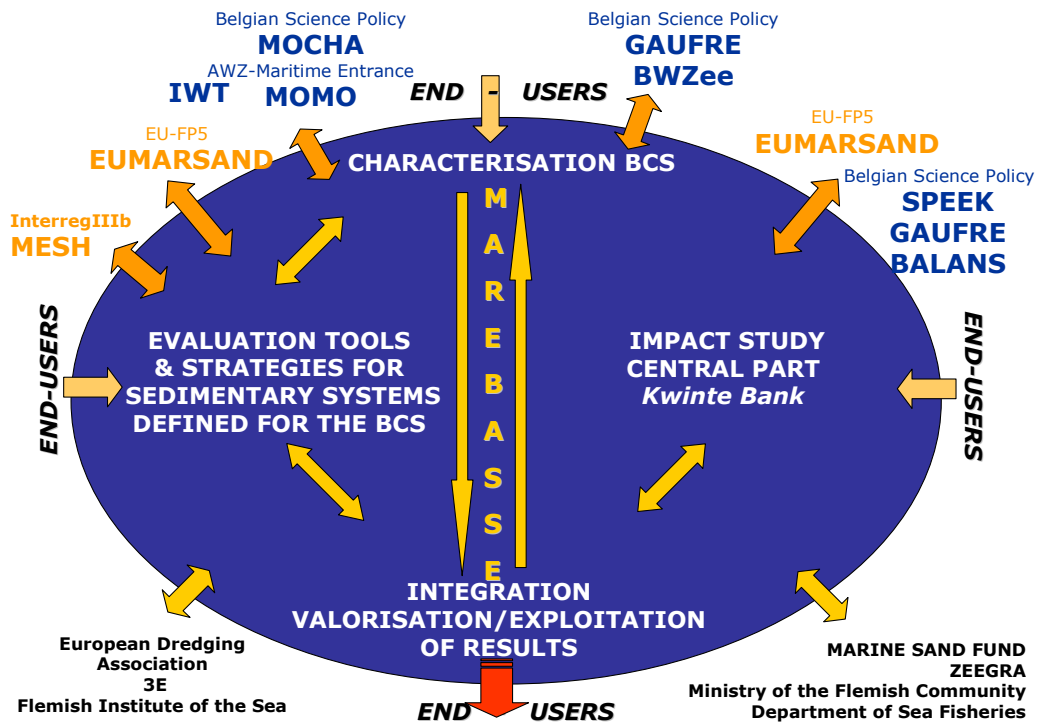 Belgian Science Policy
MOCHA
AWZ-Maritime Entrance
IWT MOMO
END - USERS
Belgian Science Policy
GAUFRE
BWZee
EU-FP5
EUMARSAND
InterregIIIb
MESH
EU-FP5
EUMARSAND
Belgian Science Policy
SPEEK
GAUFRE
BALANS
CHARACTERISATION BCS
MAREBASSE
END-USERS
EVALUATION TOOLS
& STRATEGIES FOR
SEDIMENTARY SYSTEMS
DEFINED FOR THE BCS
IMPACT STUDY
CENTRAL PART
Kwinte Bank
END-USERS
INTEGRATION
VALORISATION/EXPLOITATION
OF RESULTS
European Dredging
Association
3E
Flemish Institute of the Sea
MARINE SAND FUND
ZEEGRA
Ministry of the Flemish Community
Department of Sea Fisheries
END USERS